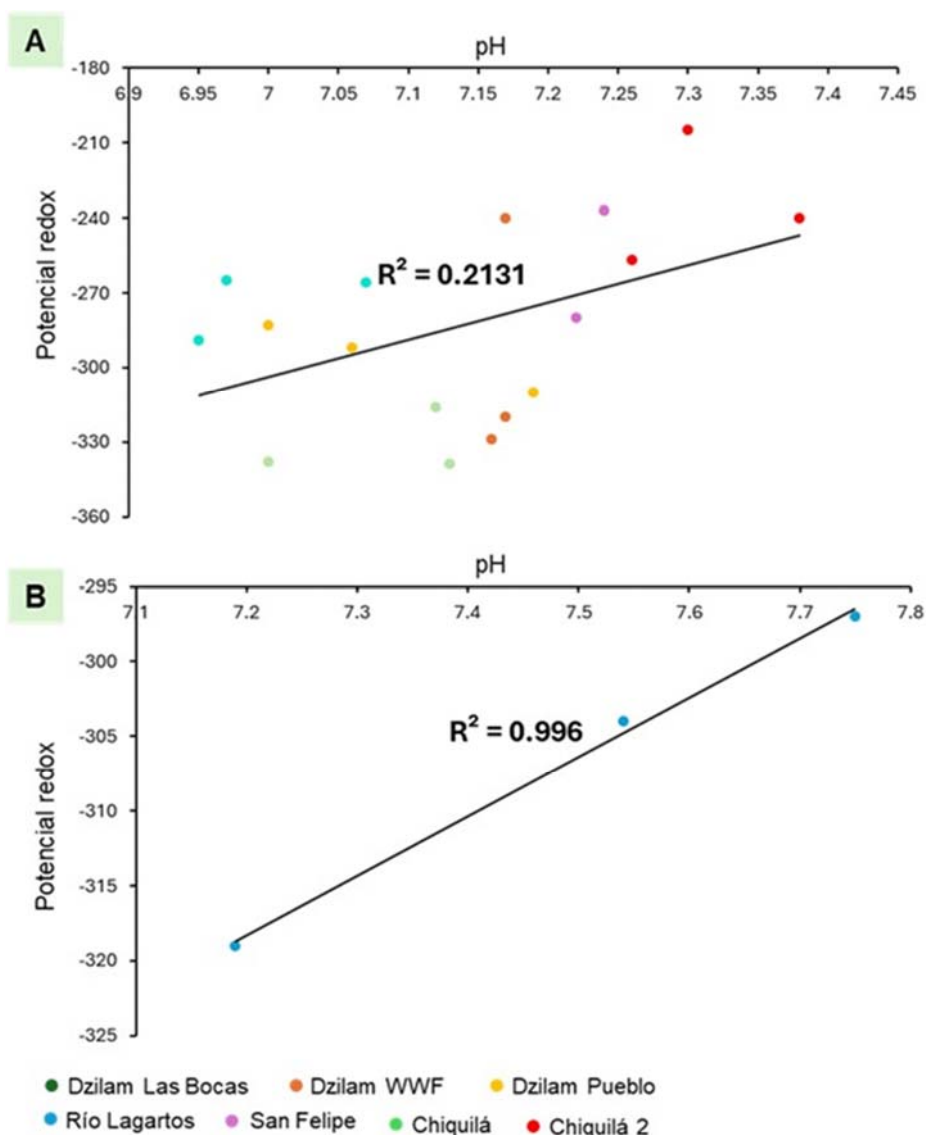 A
pH
-180
6.9 6.95 7 7.05 7.1 7.15 7.2 7.25 7.3 7.35 7.4 7.45
-210
-240
-270
-300
-330
-360
Potencial redox
R² = 0.2131
B
pH
-295
7.1 7.2 7.3 7.4 7.5 7.6 7.7 7.8
-300
-305
-310
-315
-320
-325
Potencial redox
R² = 0.996
Dzilam Las Bocas Dzilam WWF Dzilam Pueblo
Río Lagartos San Felipe Chiquilá Chiquilá 2